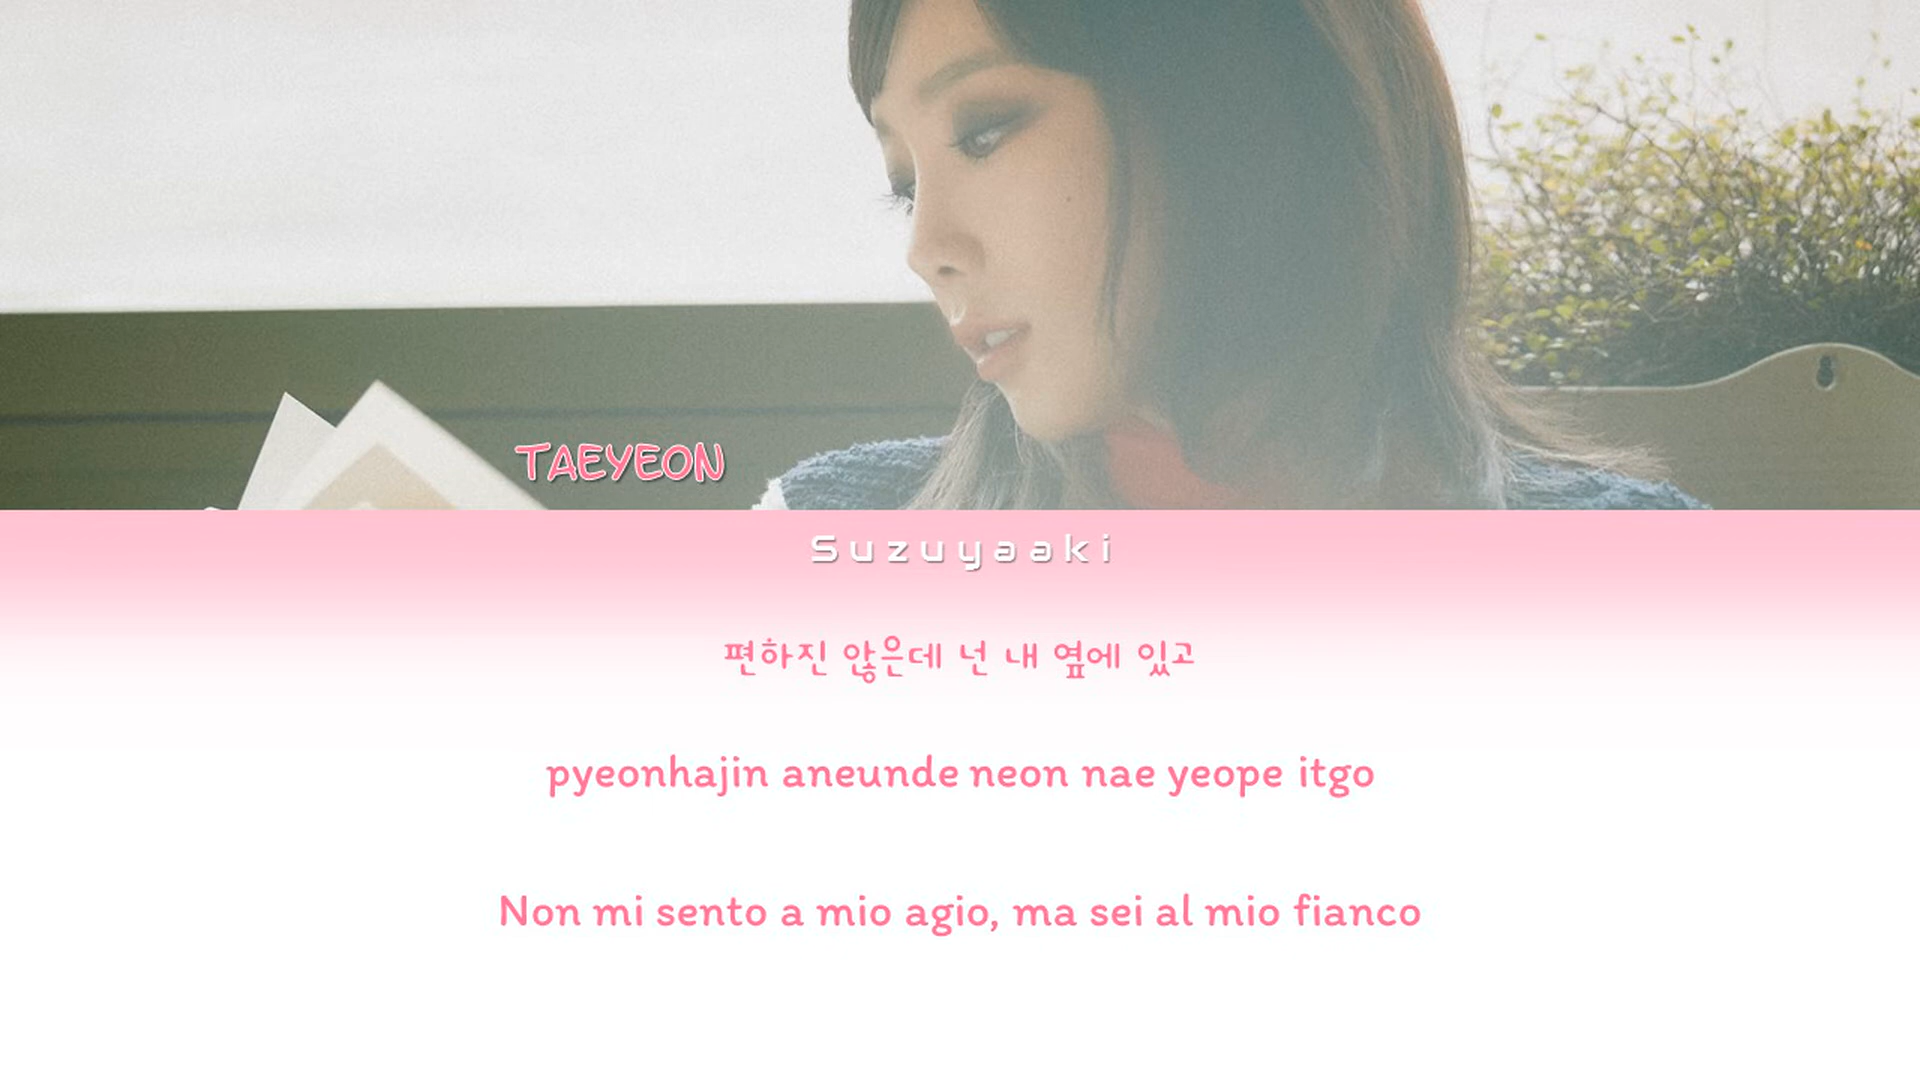 TAEYEON
Suzuyaaki
편하진 않은데 넌 내 옆에 있고
pyeonhajin aneunde neon nae yeope itgo
Non mi sento a mio agio, ma sei al mio fianco